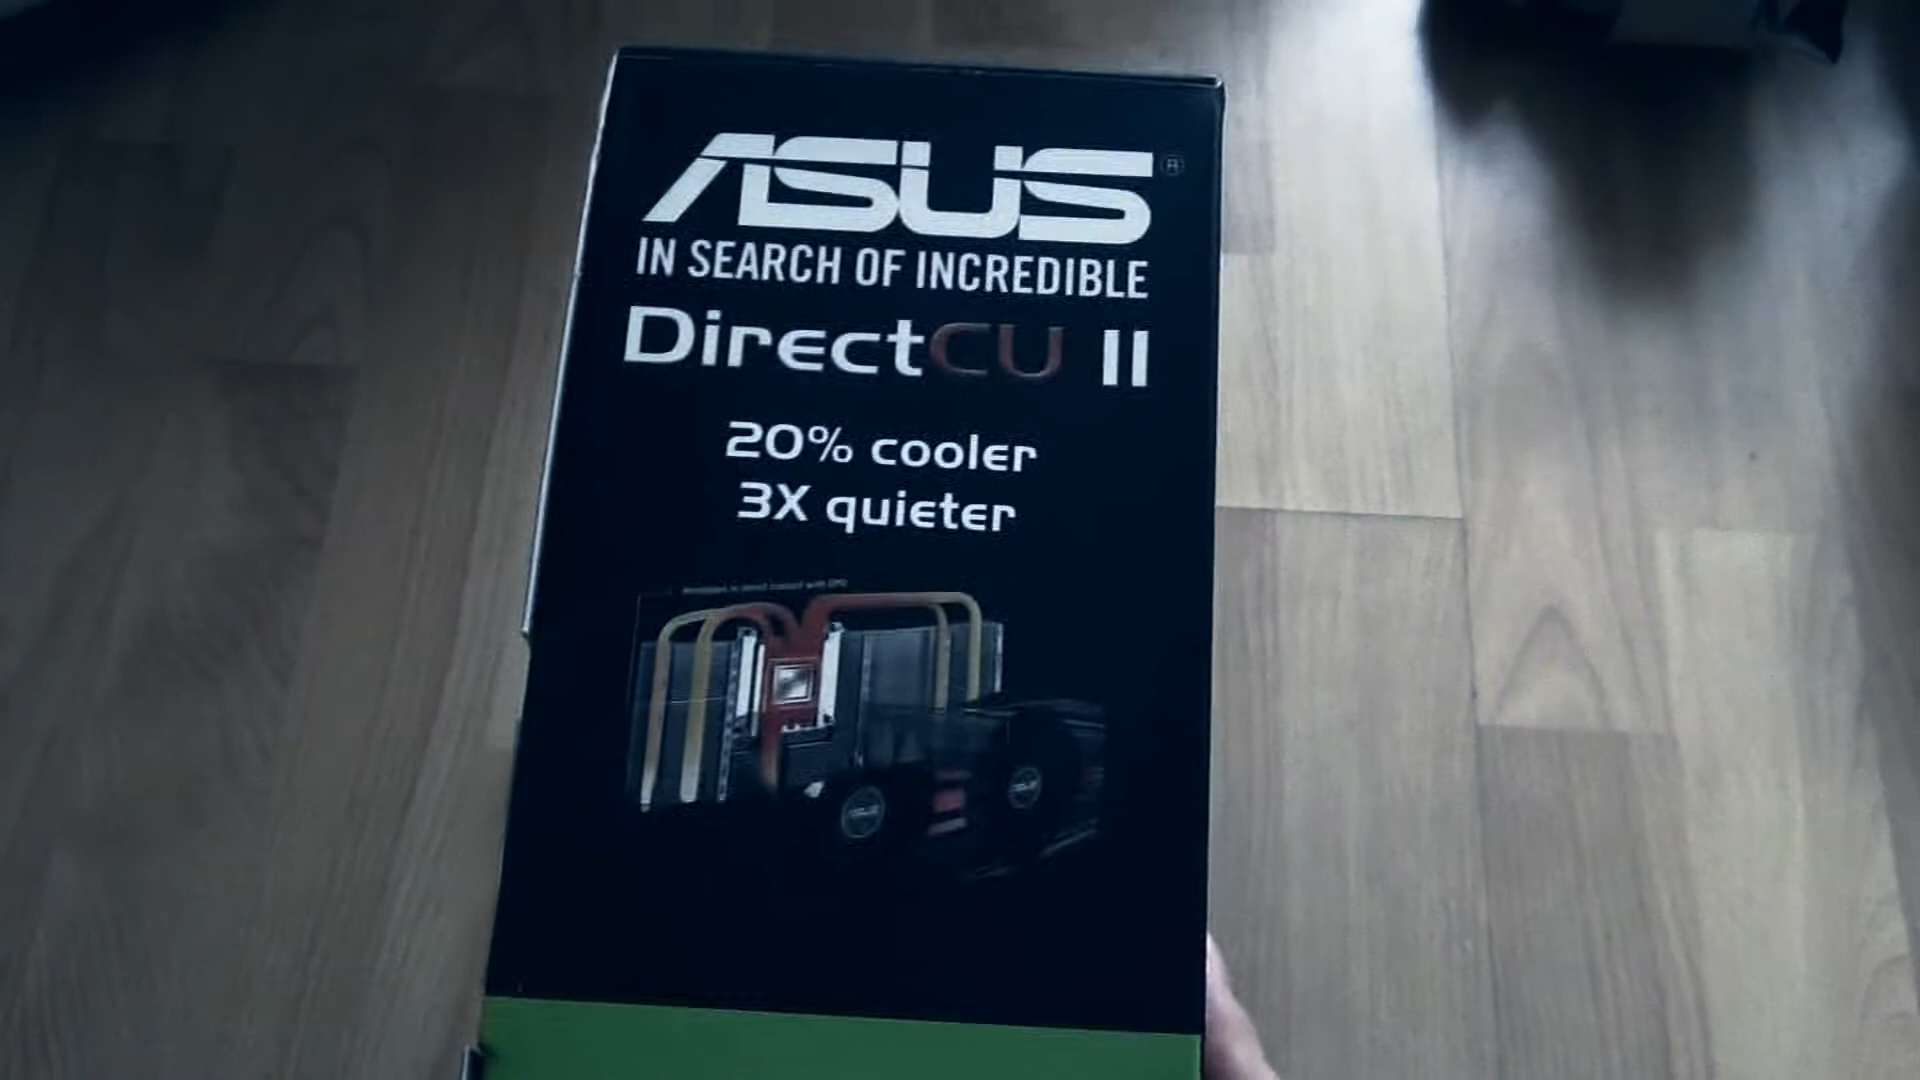 ASUS®
IN SEARCH OF INCREDIBLE
DirectCU II
20% cooler
3X quieter